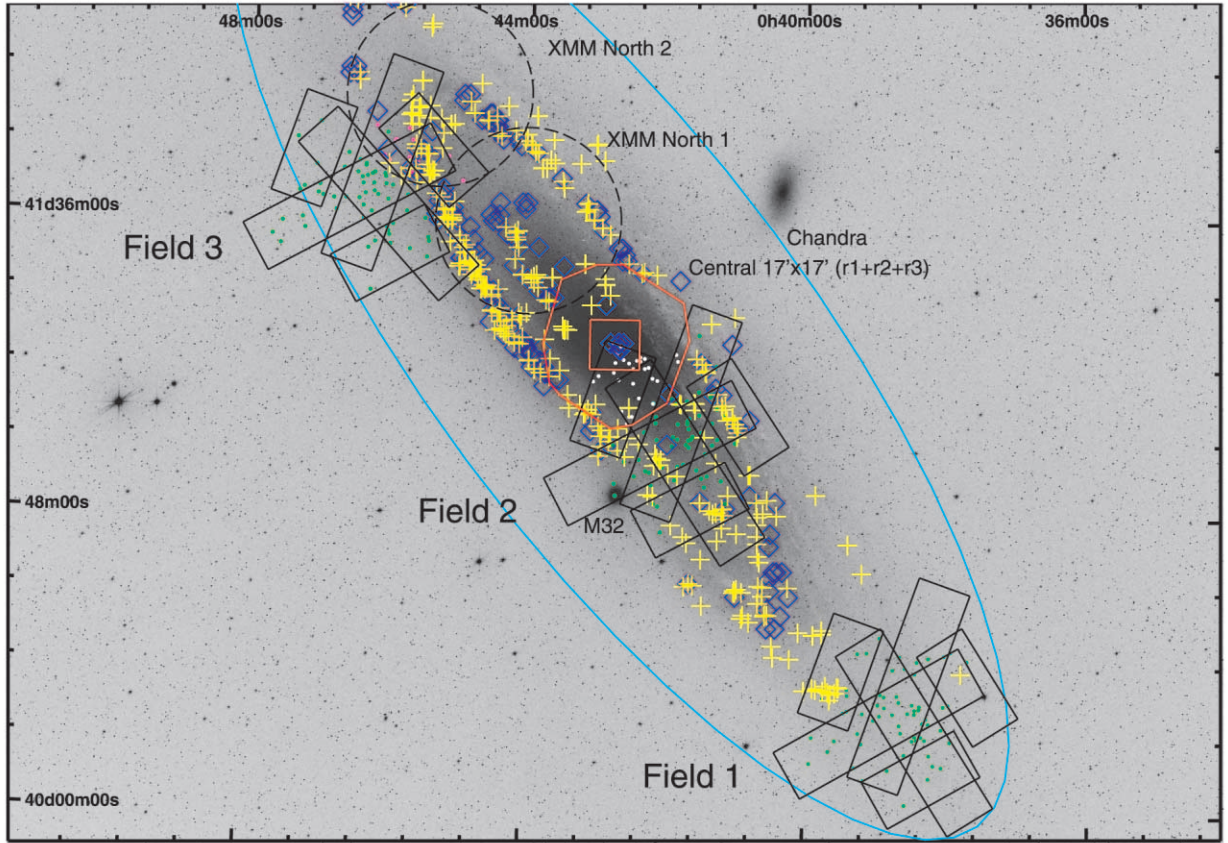 48m00s
44m00s
0h40m00s
36m00s
XMM North 2
XMM North 1
41d36m00s
Field 3
Chandra
Central 17'x17' (r1+r2+r3)
48m00s
Field 2
M32
Field 1
40d00m00s